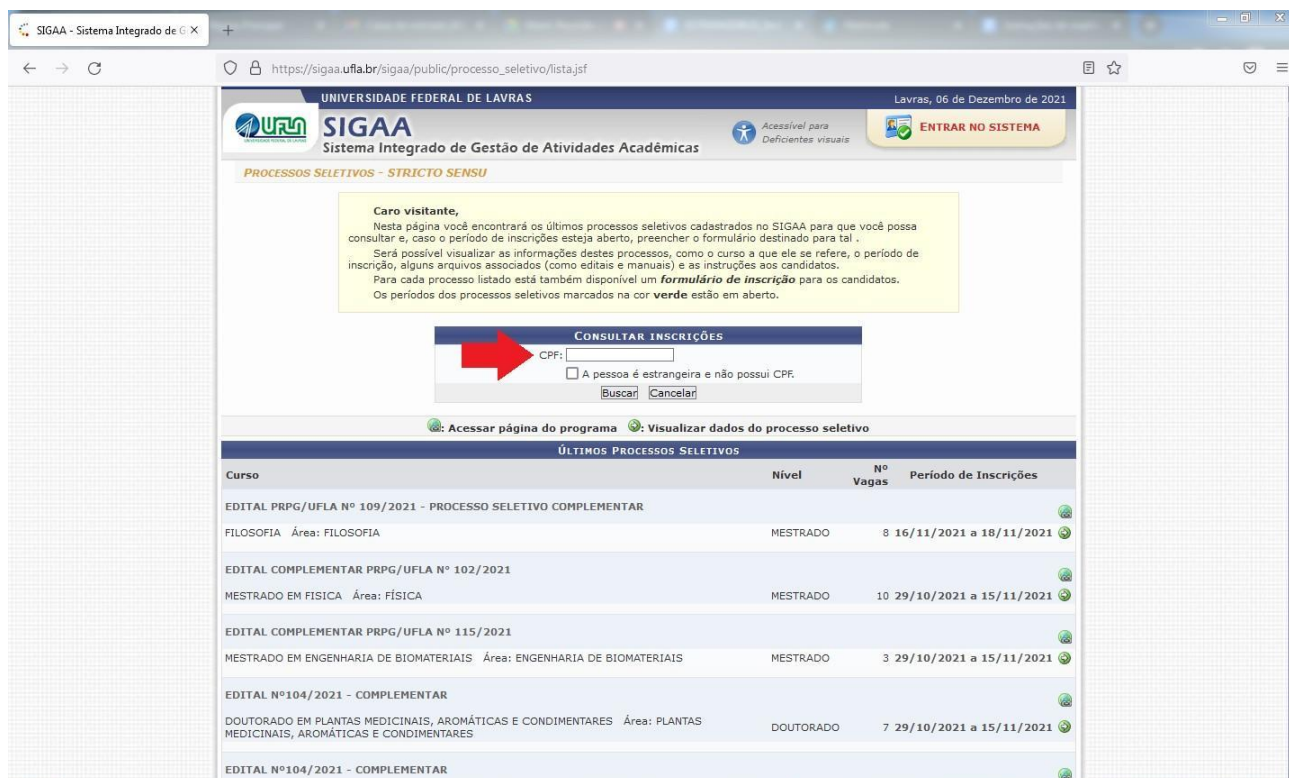 SIGAA - Sistema Integrado de G
https://sigaa.ufla.br/sigaa/public/processo_seletivo/lista.jsf
UNIVERSIDADE FEDERAL DE LAVRAS
Lavras, 06 de Dezembro de 2021
UFLA
SIGAA
Sistema Integrado de Gestão de Atividades Acadêmicas
Acessível para
Deficientes visuais
ENTRAR NO SISTEMA
PROCESSOS SELETIVOS - STRICTO SENSU
Caro visitante,
Nesta página você encontrará os últimos processos seletivos cadastrados no SIGAA para que você possa
consultar e, caso o período de inscrições esteja aberto, preencher o formulário destinado para tal .
Será possível visualizar as informações destes processos, como o curso a que ele se refere, o período de
inscrição, alguns arquivos associados (como editais e manuais) e as instruções aos candidatos.
Para cada processo listado está também disponível um formulário de inscrição para os candidatos.
Os períodos dos processos seletivos marcados na cor verde estão em aberto.
CONSULTAR INSCRIÇÕES
CPF:
A pessoa é estrangeira e não possui CPF.
Buscar Cancelar
: Acessar página do programa : Visualizar dados do processo seletivo
ÚLTIMOS PROCESSOS SELETIVOS
Curso Nível Nº Vagas Período de Inscrições
EDITAL PRPG/UFLA Nº 109/2021 - PROCESSO SELETIVO COMPLEMENTAR
FILOSOFIA Área: FILOSOFIA MESTRADO 8 16/11/2021 a 18/11/2021
EDITAL COMPLEMENTAR PRPG/UFLA N° 102/2021
MESTRADO EM FISICA Área: FÍSICA MESTRADO 10 29/10/2021 a 15/11/2021
EDITAL COMPLEMENTAR PRPG/UFLA Nº 115/2021
MESTRADO EM ENGENHARIA DE BIOMATERIAIS Área: ENGENHARIA DE BIOMATERIAIS MESTRADO 3 29/10/2021 a 15/11/2021
EDITAL Nº104/2021 - COMPLEMENTAR
DOUTORADO EM PLANTAS MEDICINAIS, AROMÁTICAS E CONDIMENTARES Área: PLANTAS
MEDICINAIS, AROMÁTICAS E CONDIMENTARES DOUTORADO 7 29/10/2021 a 15/11/2021
EDITAL Nº104/2021 - COMPLEMENTAR